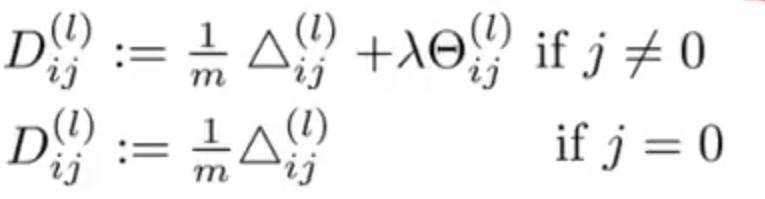 $D_{ij}^{(l)} := \frac{1}{m} \triangle_{ij}^{(l)} + \lambda \Theta_{ij}^{(l)}$ if $j \neq 0$
$D_{ij}^{(l)} := \frac{1}{m} \triangle_{ij}^{(l)}$ if $j = 0$